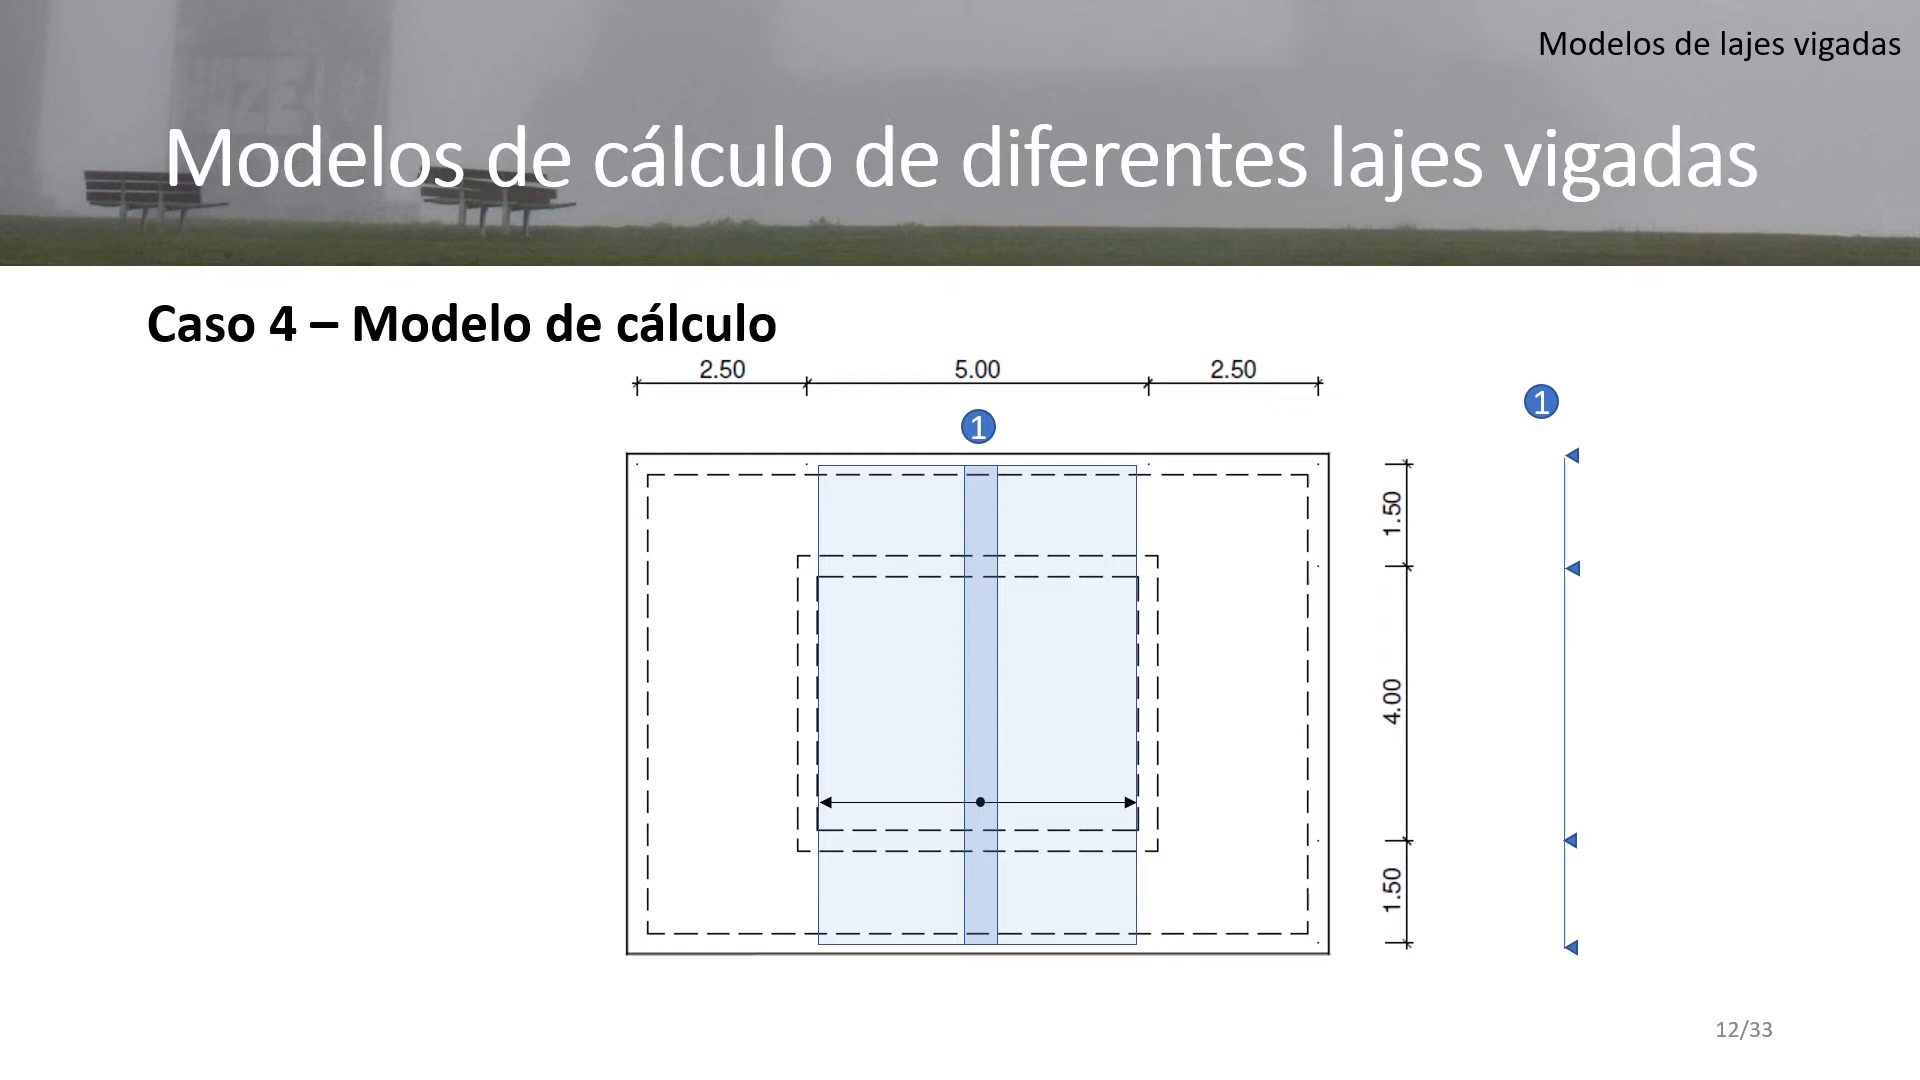 Modelos de lajes vigadas
Modelos de cálculo de diferentes lajes vigadas
Caso 4 – Modelo de cálculo
2.50 5.00 2.50
1
1
1.50
4.00
1.50
12/33